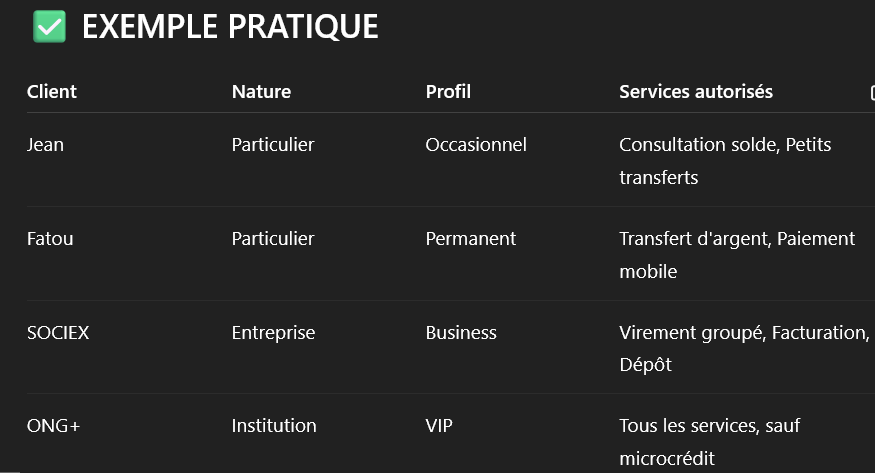 ✅ EXEMPLE PRATIQUE
Client Nature Profil Services autorisés
Jean Particulier Occasionnel Consultation solde, Petits
transferts
Fatou Particulier Permanent Transfert d'argent, Paiement
mobile
SOCIEX Entreprise Business Virement groupé, Facturation,
Dépôt
ONG+ Institution VIP Tous les services, sauf
microcrédit